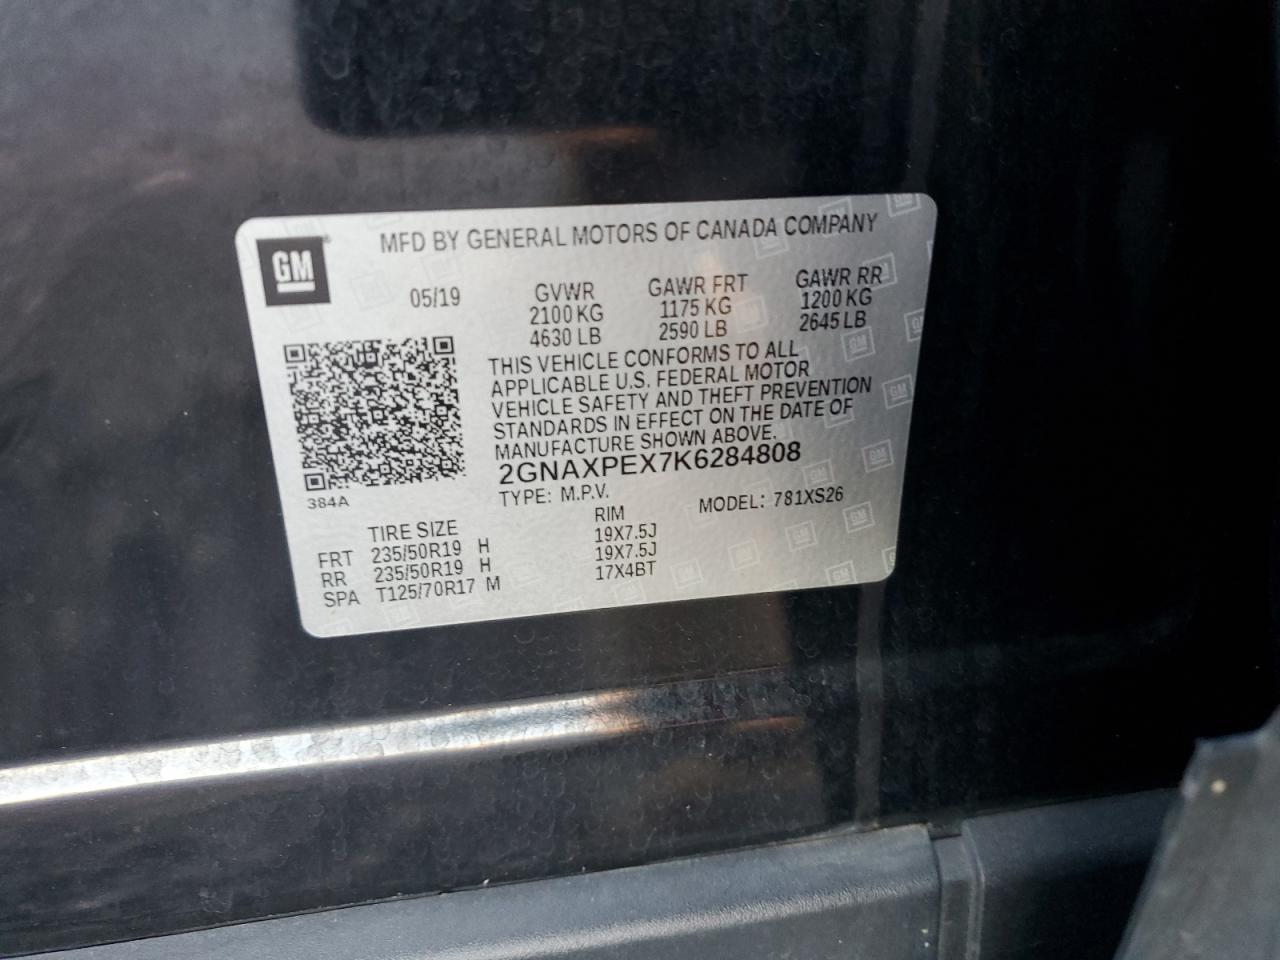 GM
MFD BY GENERAL MOTORS OF CANADA COMPANY
05/19
GVWR GAWR FRT GAWR RR
2100 KG 1175 KG 1200 KG
4630 LB 2590 LB 2645 LB
THIS VEHICLE CONFORMS TO ALL
APPLICABLE U.S. FEDERAL MOTOR
VEHICLE SAFETY AND THEFT PREVENTION
STANDARDS IN EFFECT ON THE DATE OF
MANUFACTURE SHOWN ABOVE.
2GNAXPEX7K6284808
384A
TYPE: M.P.V. MODEL: 781XS26
TIRE SIZE RIM
FRT 235/50R19 H 19X7.5J
RR 235/50R19 H 19X7.5J
SPA T125/70R17 M 17X4BT